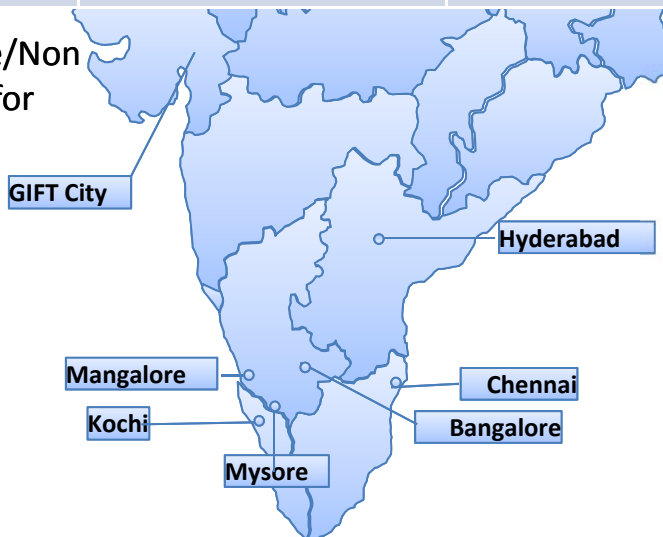 e/Non
for
GIFT City
Hyderabad
Mangalore
Chennai
Kochi
Bangalore
Mysore